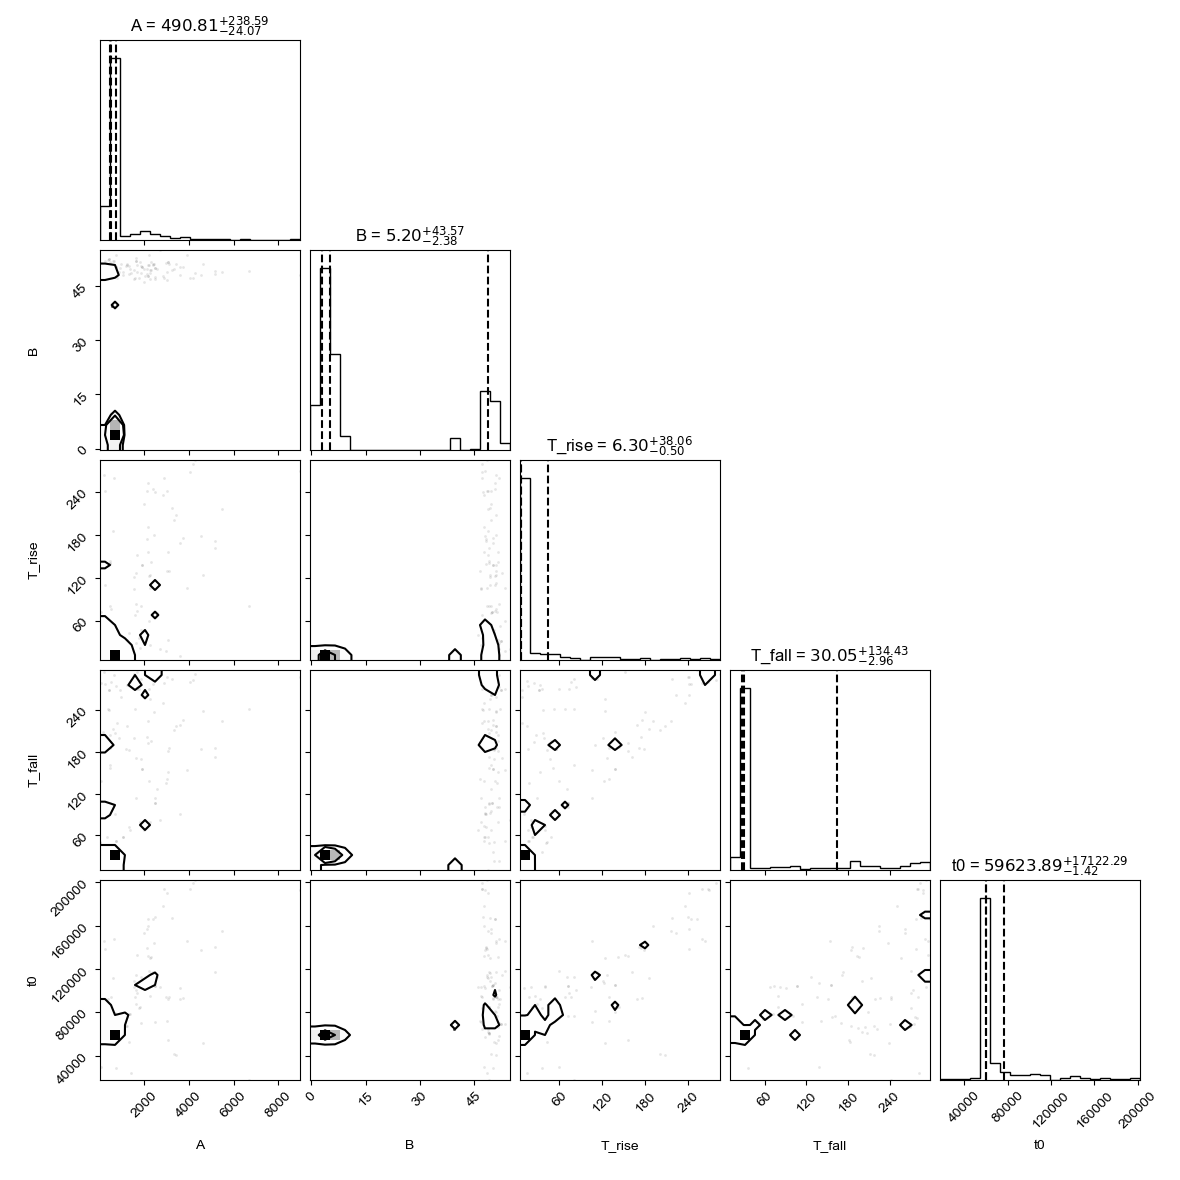 A = 490.81+238.59−24.07
B = 5.20+43.57−2.38
45
30
15
0
B
T_rise = 6.30+38.06−0.50
240
180
120
60
T_rise
T_fall = 30.05+134.43−2.96
240
180
120
60
T_fall
t0 = 59623.89+17122.29−1.42
200000
160000
120000
80000
40000
t0
2000 4000 6000 8000 0 15 30 45 60 120 180 240 60 120 180 240 40000 80000 120000 160000 200000
A B T_rise T_fall t0